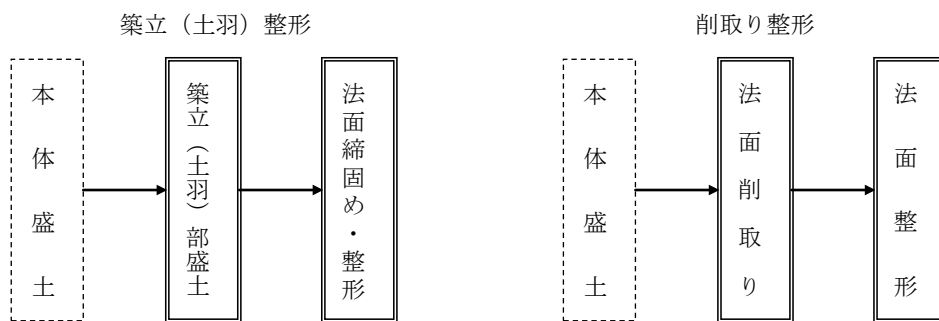 築立（土羽）整形
本体盛土
築立（土羽）部盛土
法面締固め・整形
削取り整形
本体盛土
法面削取り
法面整形